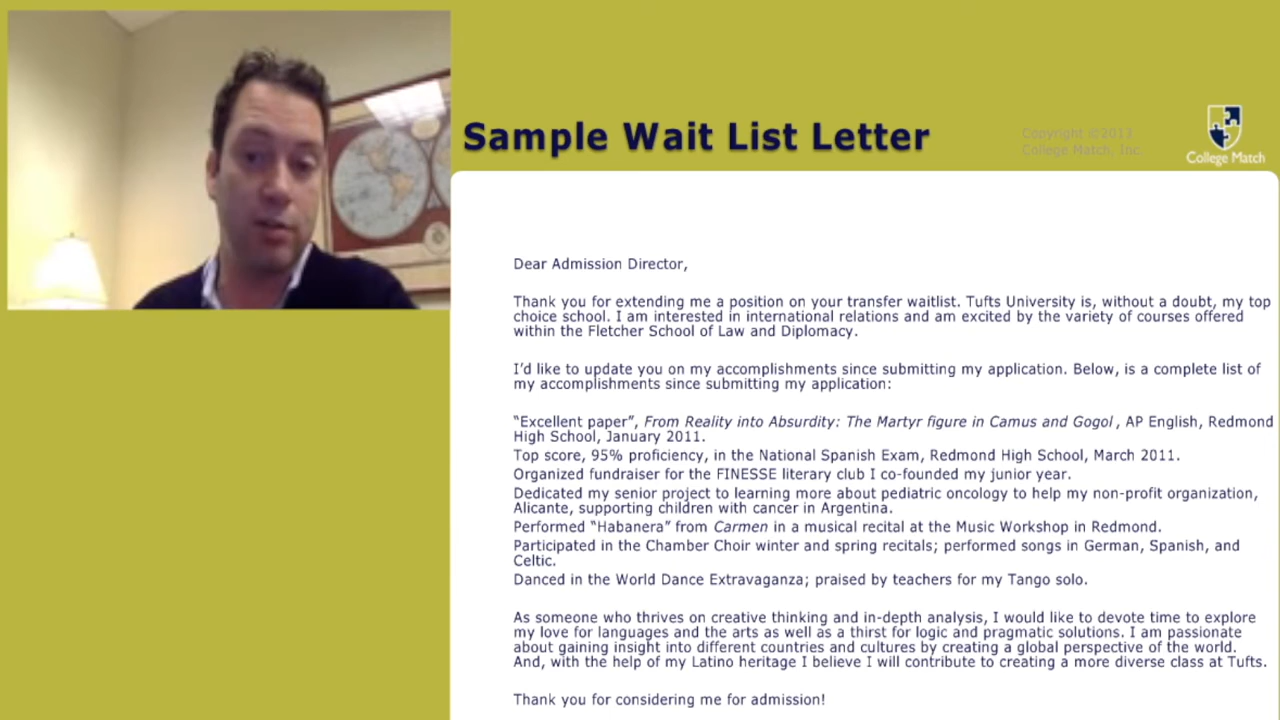 Sample Wait List Letter
Copyright ©2011
College Match, Inc.
College Match
Dear Admission Director,
Thank you for extending me a position on your transfer waitlist. Tufts University is, without a doubt, my top
choice school. I am interested in international relations and am excited by the variety of courses offered
within the Fletcher School of Law and Diplomacy.
I'd like to update you on my accomplishments since submitting my application. Below, is a complete list of
my accomplishments since submitting my application:
“Excellent paper”, From Reality into Absurdity: The Martyr figure in Camus and Gogol, AP English, Redmond
High School, January 2011.
Top score, 95% proficiency, in the National Spanish Exam, Redmond High School, March 2011.
Organized fundraiser for the FINESSE literary club I co-founded my junior year.
Dedicated my senior project to learning more about pediatric oncology to help my non-profit organization,
Alicante, supporting children with cancer in Argentina.
Performed “Habanera” from Carmen in a musical recital at the Music Workshop in Redmond.
Participated in the Chamber Choir winter and spring recitals; performed songs in German, Spanish, and
Celtic.
Danced in the World Dance Extravaganza; praised by teachers for my Tango solo.
As someone who thrives on creative thinking and in-depth analysis, I would like to devote time to explore
my love for languages and the arts as well as a thirst for logic and pragmatic solutions. I am passionate
about gaining insight into different countries and cultures by creating a global perspective of the world.
And, with the help of my Latino heritage I believe I will contribute to creating a more diverse class at Tufts.
Thank you for considering me for admission!